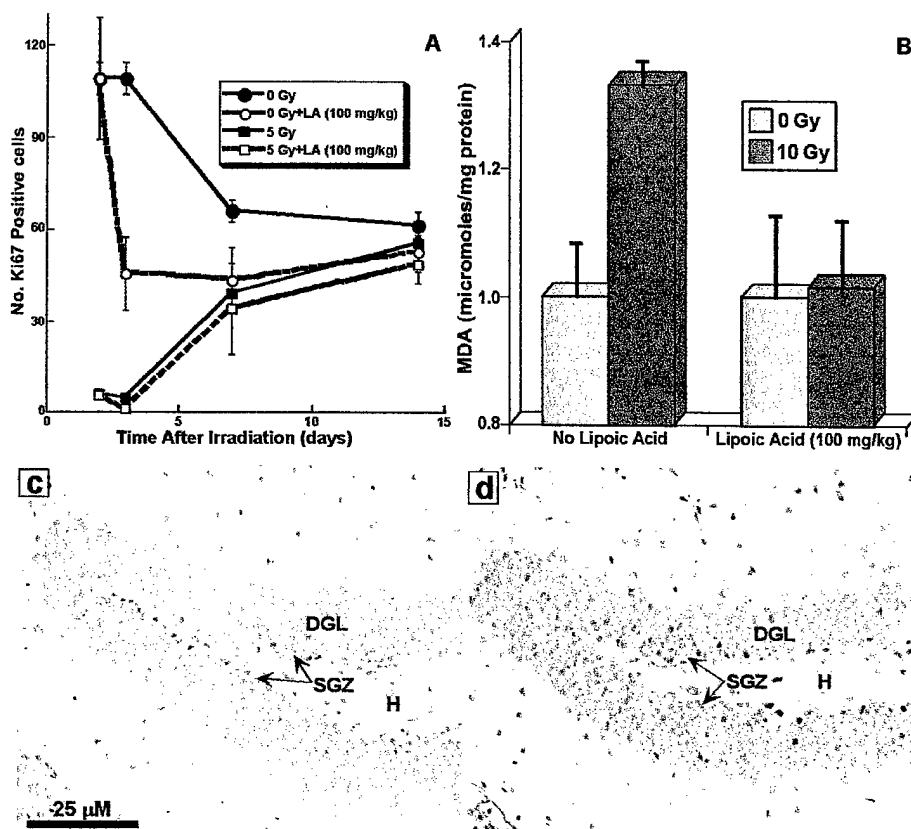 A
120
90
60
30
0
0
5
10
15
No. Ki67 Positive cells
Time After Irradiation (days)
0 Gy
0 Gy+LA (100 mg/kg)
5 Gy
5 Gy+LA (100 mg/kg)
B
1.4
1.2
1.0
0.8
MDA (micromoles/mg protein)
0 Gy
10 Gy
No Lipoic Acid
Lipoic Acid (100 mg/kg)
c
DGL
SGZ
H
25 µM
d
DGL
SGZ
H